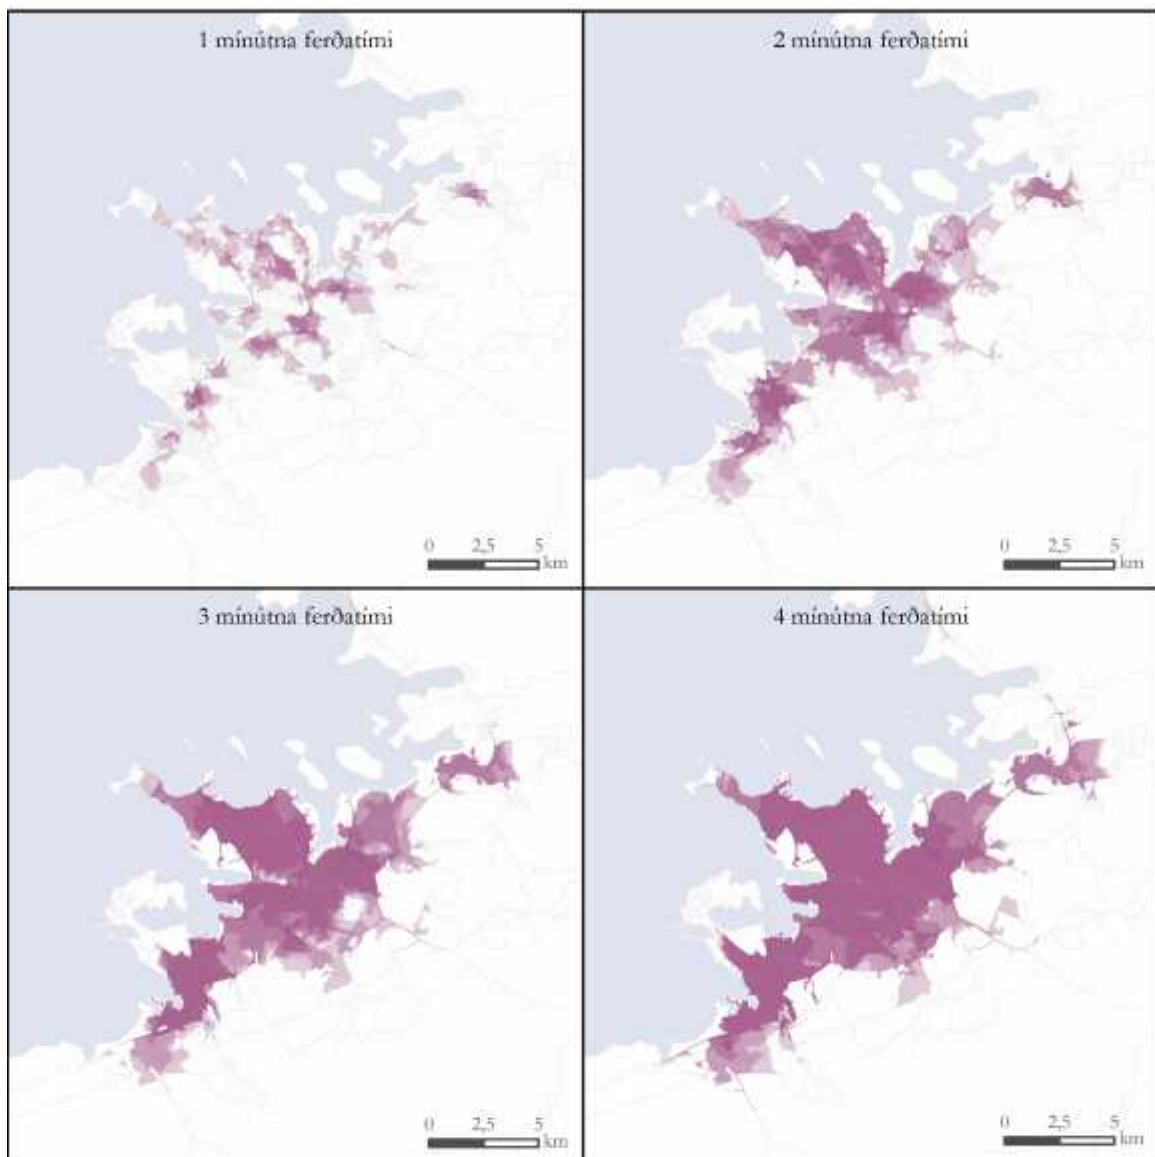 1 mínútna ferðatími
2 mínútna ferðatími
0 2,5 5
km
0 2,5 5
km
3 mínútna ferðatími
4 mínútna ferðatími
0 2,5 5
km
0 2,5 5
km